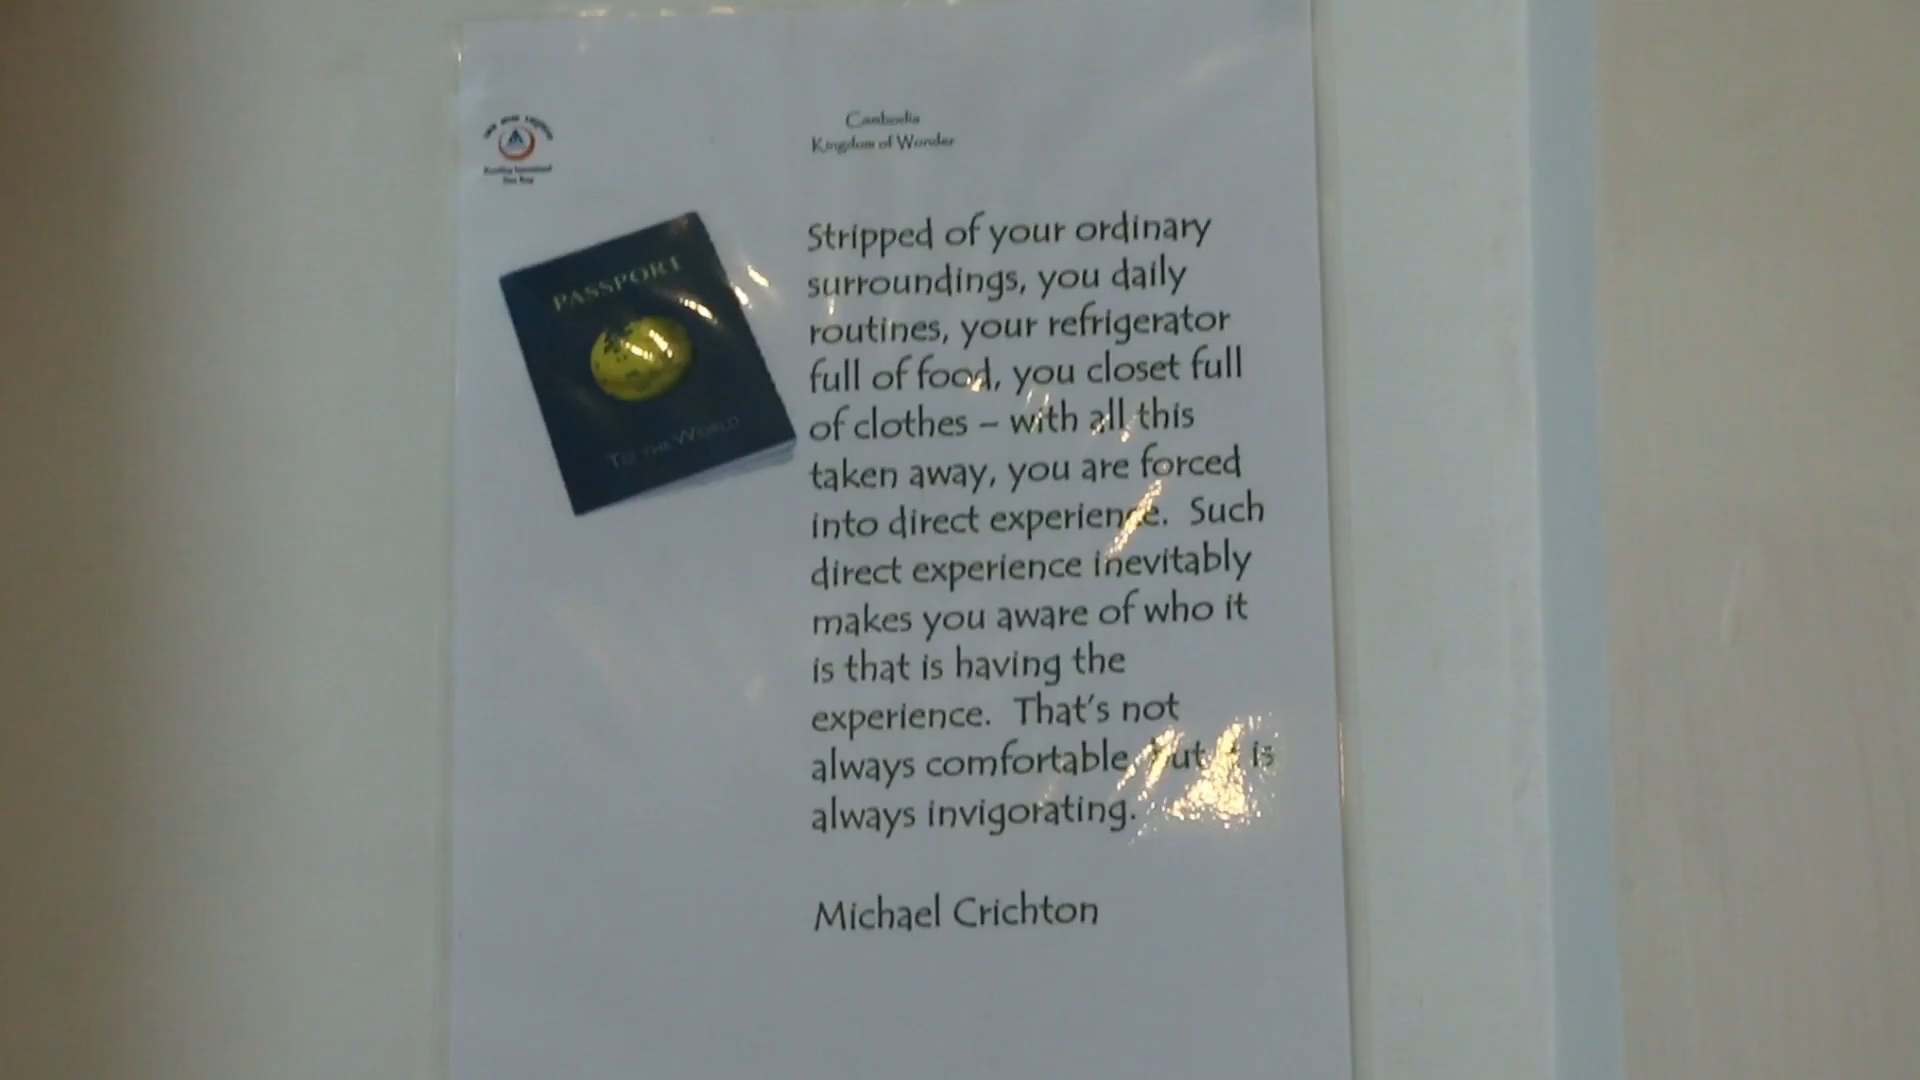 Cambodia
Kingdom of Wonder
PASSPORT
TO THE WORLD
Stripped of your ordinary
surroundings, you daily
routines, your refrigerator
full of food, you closet full
of clothes – with all this
taken away, you are forced
into direct experience. Such
direct experience inevitably
makes you aware of who it
is that is having the
experience. That's not
always comfortable, but it is
always invigorating.
Michael Crichton